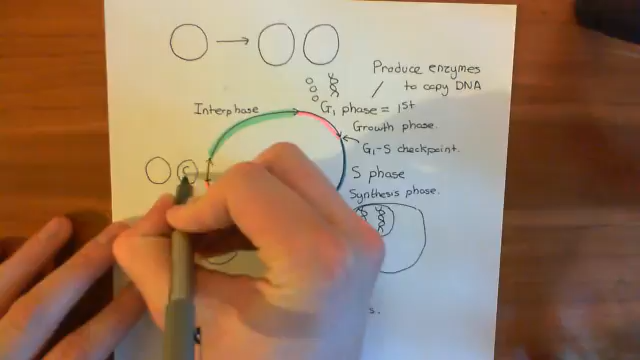 Produce enzymes
to copy DNA
Interphase
G₁ phase = 1st
Growth phase.
G₁-S checkpoint.
S phase
Synthesis phase.